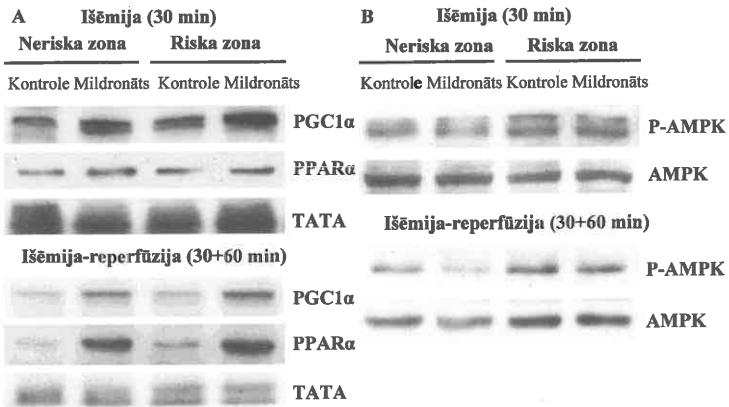 A
Išēmija (30 min)
Neriska zona Riska zona
Kontrole Mildronāts Kontrole Mildronāts
PGC1α
PPARα
TATA
Išēmija-reperfūzija (30+60 min)
PGC1α
PPARα
TATA
B
Išēmija (30 min)
Neriska zona Riska zona
Kontrole Mildronāts Kontrole Mildronāts
P-AMPK
AMPK
Išēmija-reperfūzija (30+60 min)
P-AMPK
AMPK